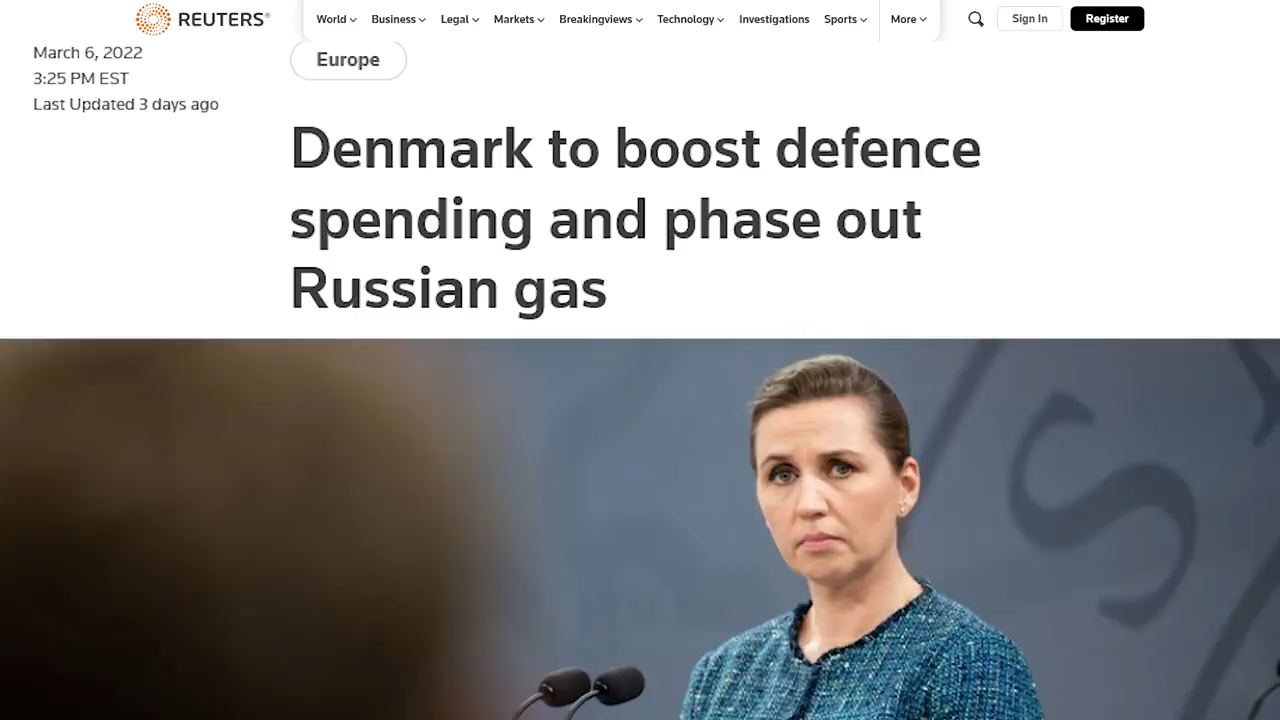 REUTERS®
World Business Legal Markets Breakingviews Technology Investigations Sports More Sign In Register
March 6, 2022
3:25 PM EST
Last Updated 3 days ago
Europe
Denmark to boost defence
spending and phase out
Russian gas
S